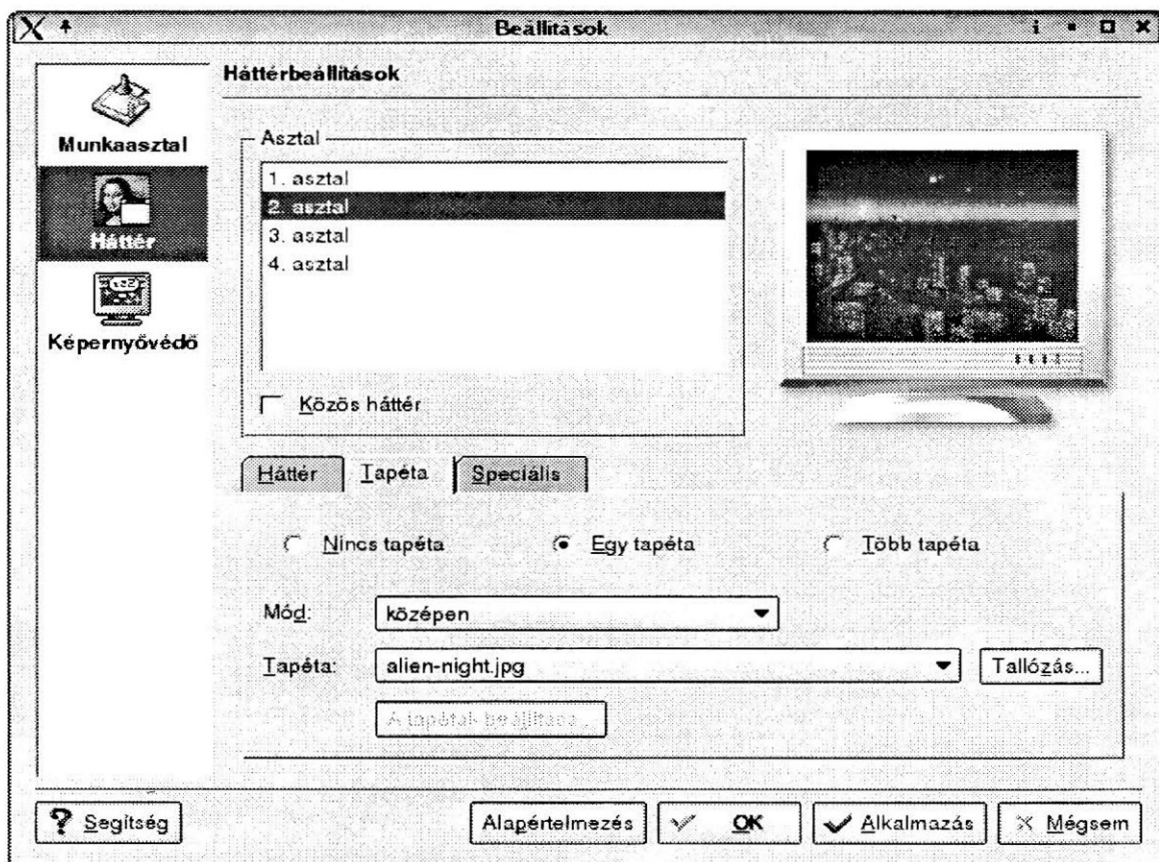 Beállítások
Munkaasztal
Háttér
Képernyővédő
Háttérbeállítások
Asztal
1. asztal
2. asztal
3. asztal
4. asztal
Közös háttér
Háttér Tapéta Speciális
Nincs tapéta Egy tapéta Több tapéta
Mód: középen
Tapéta: alien-night.jpg Tallózás...
A tapéták beállítása...
Segítség Alapértelmezés OK Alkalmazás Mégsem